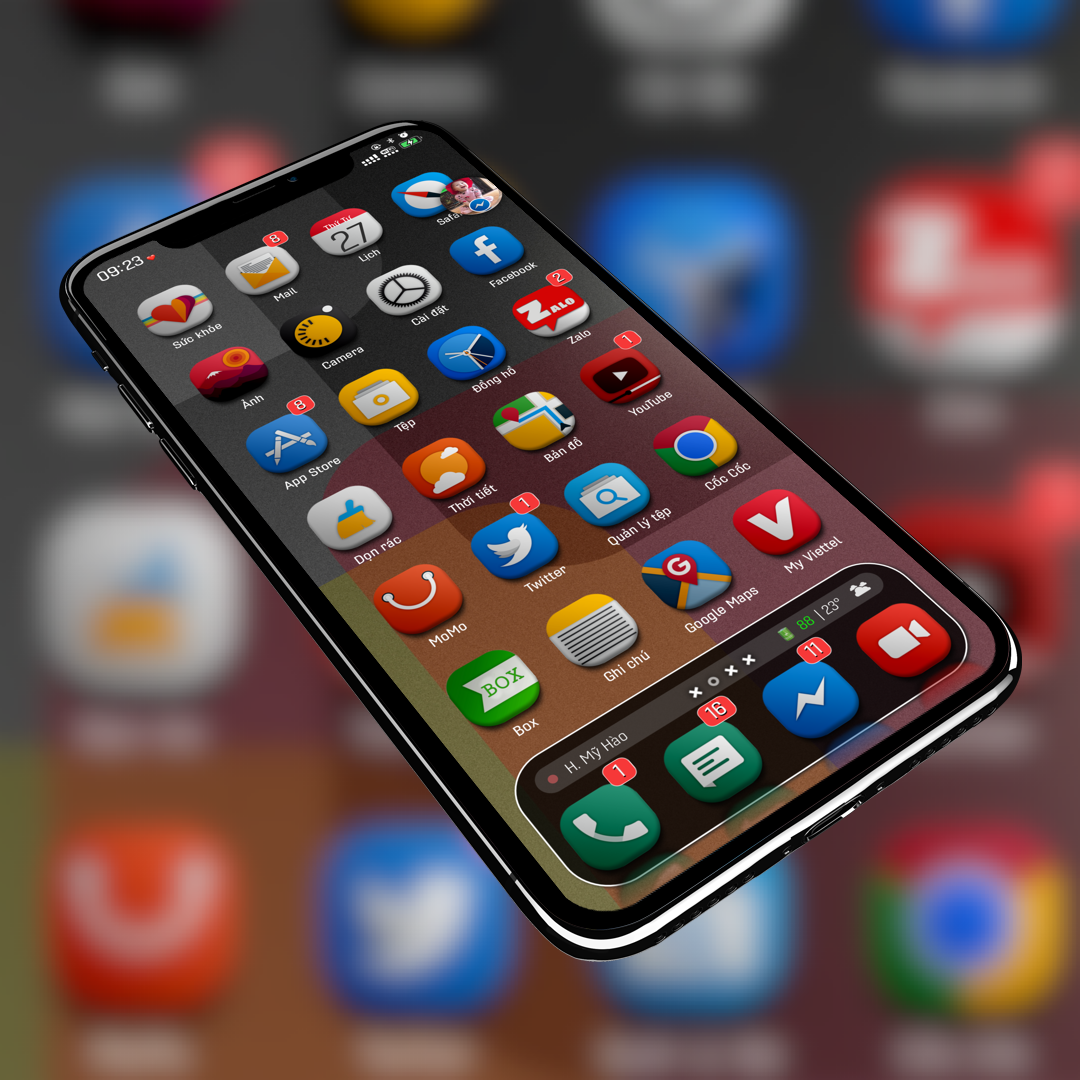 09:23
8
Thứ Tư
27
Sức khỏe
Mail
Lịch
Safa
Ảnh
Camera
Cài đặt
Facebook
8
2
ZALO
App Store
Tệp
Đồng hồ
Zalo
1
Dọn rác
Thời tiết
Bản đồ
YouTube
1
MoMo
Twitter
Quản lý tệp
Cốc Cốc
BOX
G
Box
Ghi chú
Google Maps
My Viettel
H. Mỹ Hào
88 | 23°
1
16
11